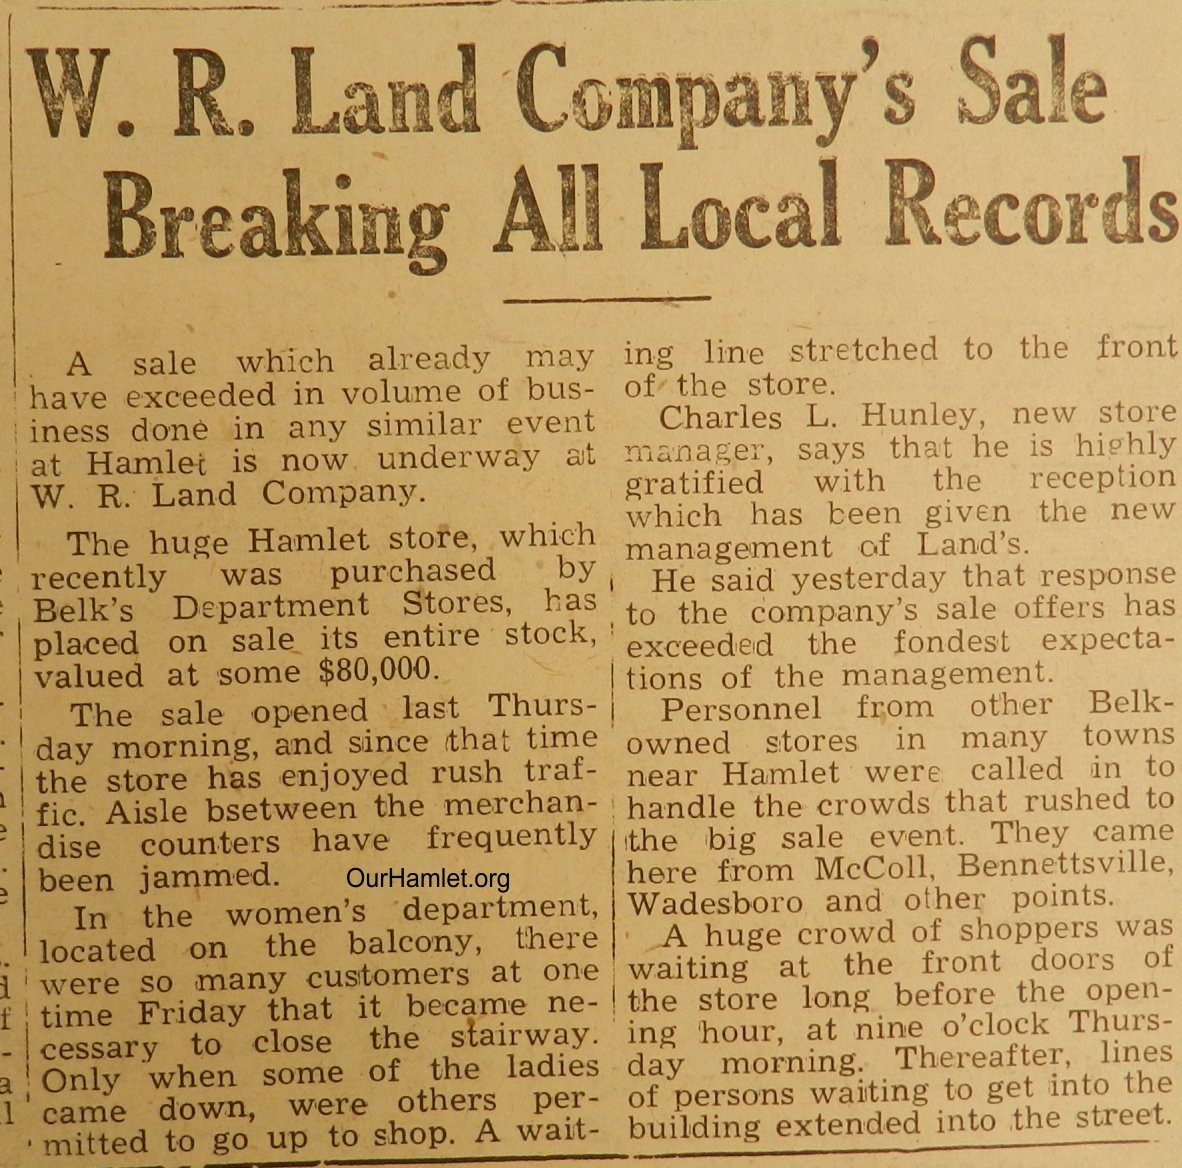 W. R. Land Company's Sale
Breaking All Local Records
A sale which already may
have exceeded in volume of bus-
iness done in any similar event
at Hamlet is now underway at
W. R. Land Company.
The huge Hamlet store, which
recently was purchased by
Belk's Department Stores, has
placed on sale its entire stock,
valued at some $80,000.
The sale opened last Thurs-
day morning, and since that time
the store has enjoyed rush traf-
fic. Aisle bsetween the merchan-
dise counters have frequently
been jammed.
OurHamlet.org
In the women's department,
located on the balcony, there
were so many customers at one
time Friday that it became ne-
cessary to close the stairway.
Only when some of the ladies
came down, were others per-
mitted to go up to shop. A wait-
ing line stretched to the front
of the store.
Charles L. Hunley, new store
manager, says that he is highly
gratified with the reception
which has been given the new
management of Land's.
He said yesterday that response
to the company's sale offers has
exceeded the fondest expecta-
tions of the management.
Personnel from other Belk-
owned stores in many towns
near Hamlet were called in to
handle the crowds that rushed to
the big sale event. They came
here from McColl, Bennettsville,
Wadesboro and other points.
A huge crowd of shoppers was
waiting at the front doors of
the store long before the open-
ing hour, at nine o'clock Thurs-
day morning. Thereafter, lines
of persons waiting to get into the
building extended into the street.